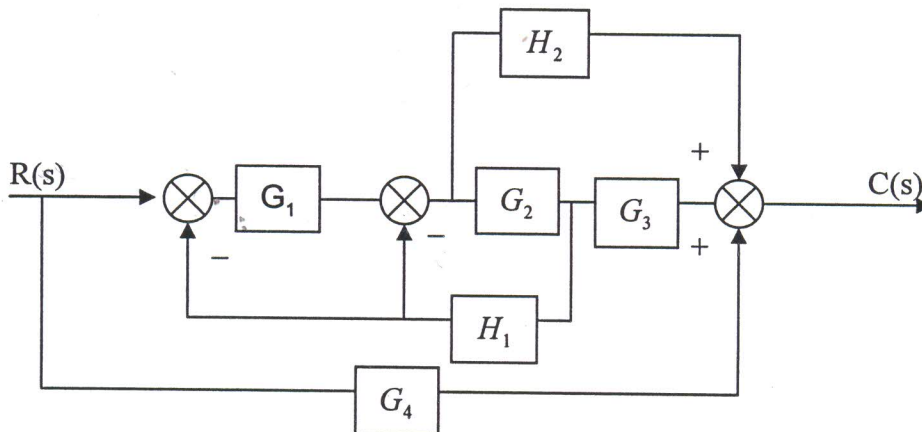 H₂
+
R(s)
G₁
G₂
G₃
C(s)
−
−
+
H₁
G₄